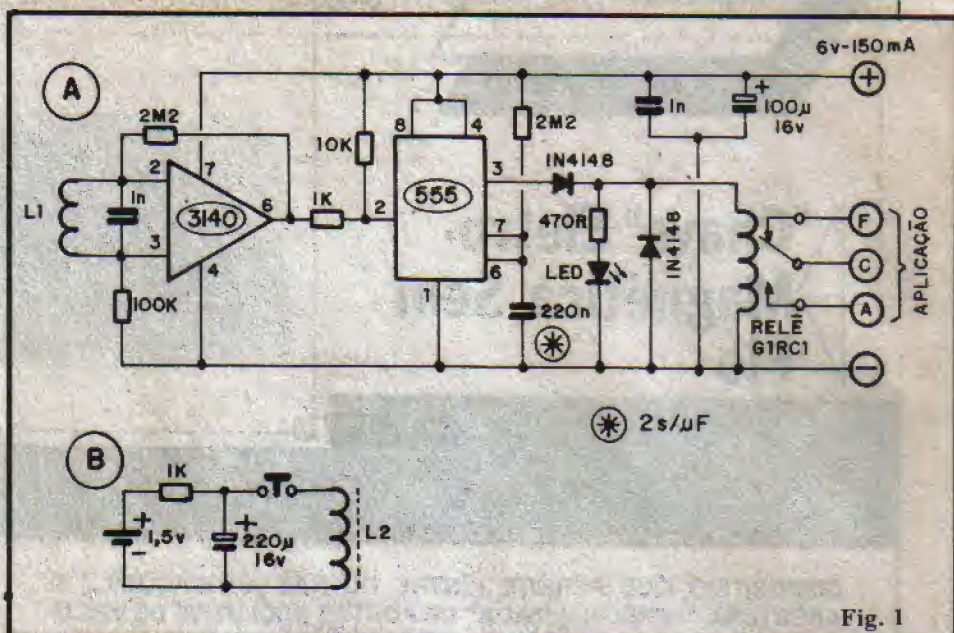 A
6v-150mA
+
2M2
2
7
1n
L1
3140
6
3
4
100K
1K
10K
2
8
4
555
3
7
6
1
2M2
220n
✱
1N4148
470R
LED
1N4148
1n
+
100µ
16v
RELÊ
G1RC1
F
C
A
APLICAÇÃO
−
✱ 2s/µF
B
1K
+
1,5v
-
+
220µ
16v
L2
Fig. 1